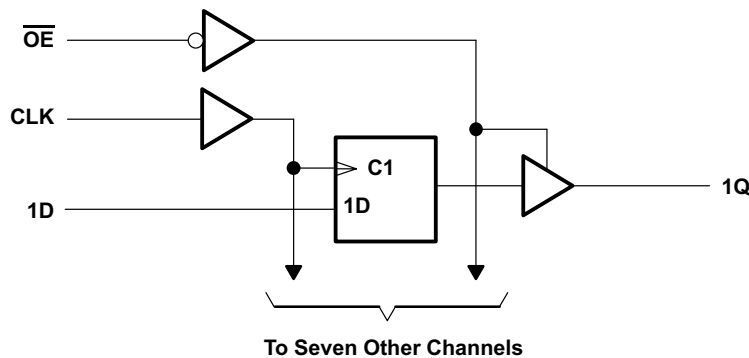 OE
CLK
C1
1D
1D
1Q
To Seven Other Channels